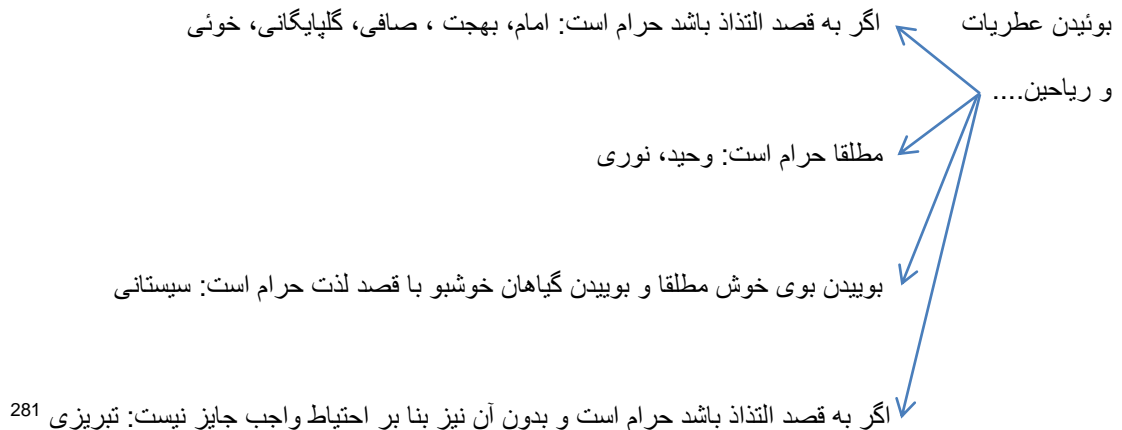 بوئیدن عطریات اگر به قصد التذاذ باشد حرام است: امام، بهجت ، صافی، گلپایگانی، خوئی
و ریاحین....
مطلقا حرام است: وحید، نوری
بوییدن بوی خوش مطلقا و بوییدن گیاهان خوشبو با قصد لذت حرام است: سیستانی
اگر به قصد التذاذ باشد حرام است و بدون آن نیز بنا بر احتیاط واجب جایز نیست: تبریزی 281